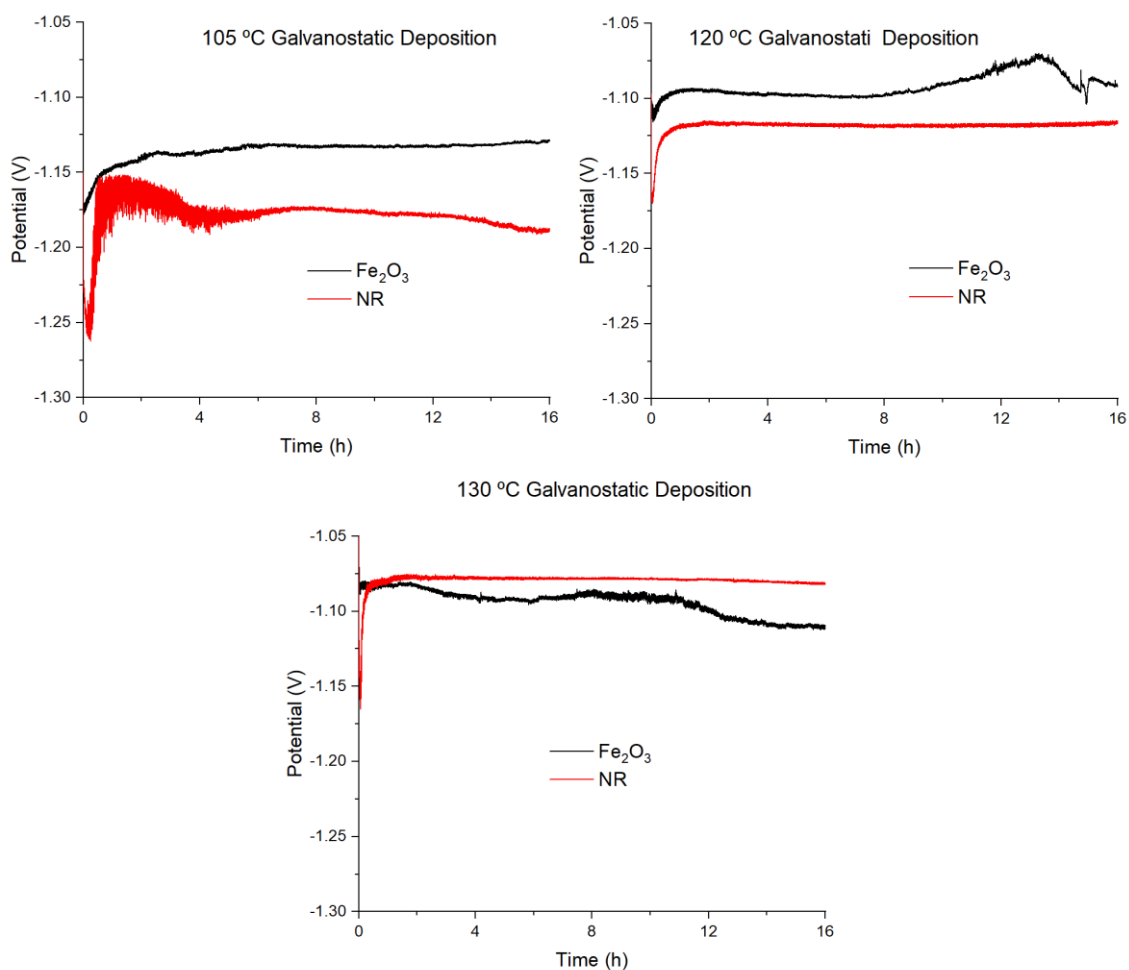 105 ºC Galvanostatic Deposition
-1.05
-1.10
-1.15
-1.20
-1.25
-1.30
Potential (V)
Fe₂O₃
NR
0
4
8
12
16
Time (h)
120 ºC Galvanostati Deposition
-1.05
-1.10
-1.15
-1.20
-1.25
-1.30
Potential (V)
Fe₂O₃
NR
0
4
8
12
16
Time (h)
130 ºC Galvanostatic Deposition
-1.05
-1.10
-1.15
-1.20
-1.25
-1.30
Potential (V)
Fe₂O₃
NR
0
4
8
12
16
Time (h)